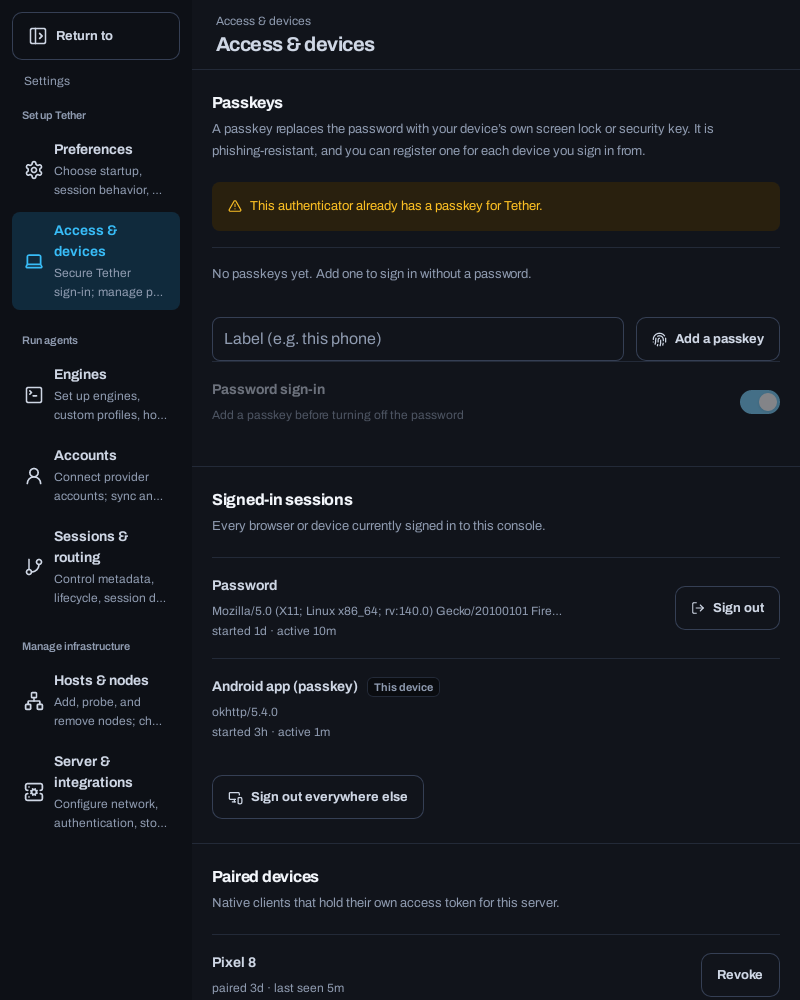 Return to
Settings
Set up Tether
Preferences
Choose startup,
session behavior, ...
Access &
devices
Secure Tether
sign-in; manage p...
Run agents
Engines
Set up engines,
custom profiles, ho...
Accounts
Connect provider
accounts; sync an...
Sessions &
routing
Control metadata,
lifecycle, session d...
Manage infrastructure
Hosts & nodes
Add, probe, and
remove nodes; ch...
Server &
integrations
Configure network,
authentication, sto...
Access & devices
Access & devices
Passkeys
A passkey replaces the password with your device's own screen lock or security key. It is
phishing-resistant, and you can register one for each device you sign in from.
This authenticator already has a passkey for Tether.
No passkeys yet. Add one to sign in without a password.
Label (e.g. this phone)
Add a passkey
Password sign-in
Add a passkey before turning off the password
Signed-in sessions
Every browser or device currently signed in to this console.
Password
Mozilla/5.0 (X11; Linux x86_64; rv:140.0) Gecko/20100101 Fire...
started 1d · active 10m
Sign out
Android app (passkey) This device
okhttp/5.4.0
started 3h · active 1m
Sign out everywhere else
Paired devices
Native clients that hold their own access token for this server.
Pixel 8
paired 3d · last seen 5m
Revoke